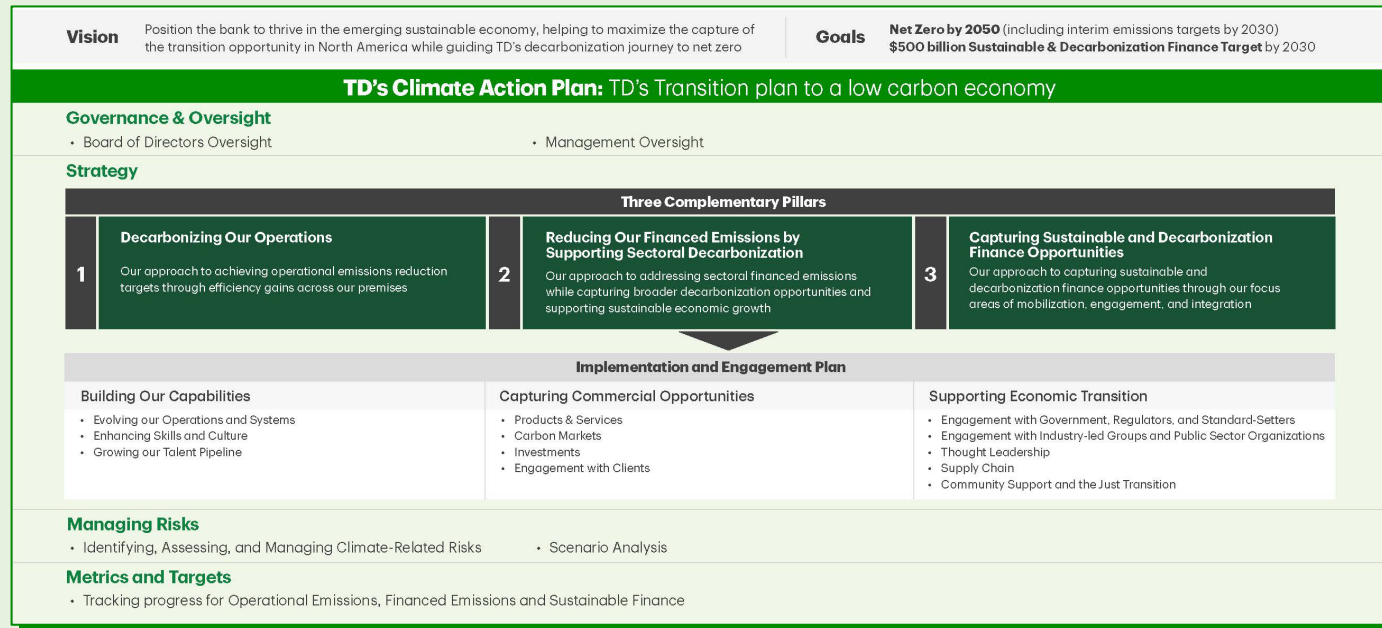 Vision
Position the bank to thrive in the emerging sustainable economy, helping to maximize the capture of
the transition opportunity in North America while guiding TD's decarbonization journey to net zero
Goals
Net Zero by 2050 (including interim emissions targets by 2030)
$500 billion Sustainable & Decarbonization Finance Target by 2030
TD's Climate Action Plan: TD's Transition plan to a low carbon economy
Governance & Oversight
• Board of Directors Oversight
• Management Oversight
Strategy
Three Complementary Pillars
1
Decarbonizing Our Operations
Our approach to achieving operational emissions reduction
targets through efficiency gains across our premises
2
Reducing Our Financed Emissions by
Supporting Sectoral Decarbonization
Our approach to addressing sectoral financed emissions
while capturing broader decarbonization opportunities and
supporting sustainable economic growth
3
Capturing Sustainable and Decarbonization
Finance Opportunities
Our approach to capturing sustainable and
decarbonization finance opportunities through our focus
areas of mobilization, engagement, and integration
Implementation and Engagement Plan
Building Our Capabilities
• Evolving our Operations and Systems
• Enhancing Skills and Culture
• Growing our Talent Pipeline
Capturing Commercial Opportunities
• Products & Services
• Carbon Markets
• Investments
• Engagement with Clients
Supporting Economic Transition
• Engagement with Government, Regulators, and Standard-Setters
• Engagement with Industry-led Groups and Public Sector Organizations
• Thought Leadership
• Supply Chain
• Community Support and the Just Transition
Managing Risks
• Identifying, Assessing, and Managing Climate-Related Risks
• Scenario Analysis
Metrics and Targets
• Tracking progress for Operational Emissions, Financed Emissions and Sustainable Finance